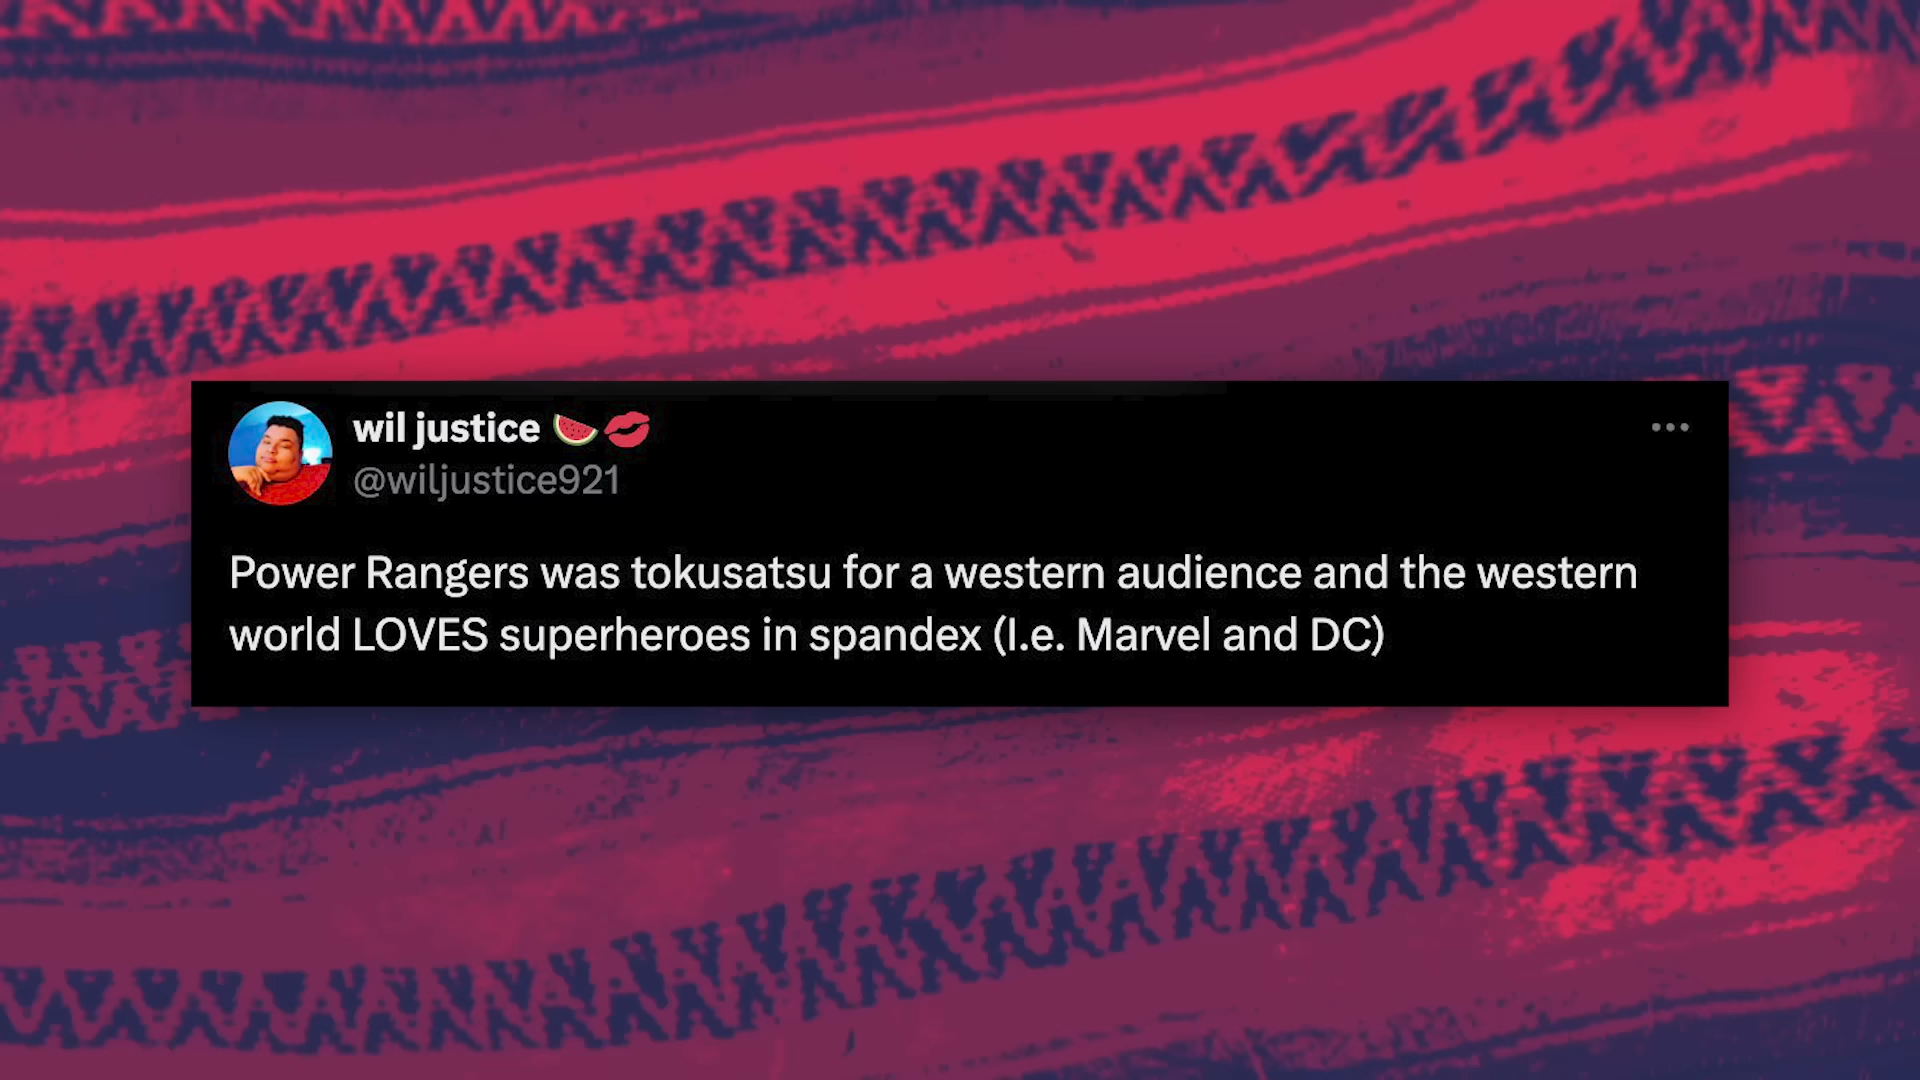 wil justice 🍉💋
@wiljustice921
Power Rangers was tokusatsu for a western audience and the western
world LOVES superheroes in spandex (I.e. Marvel and DC)